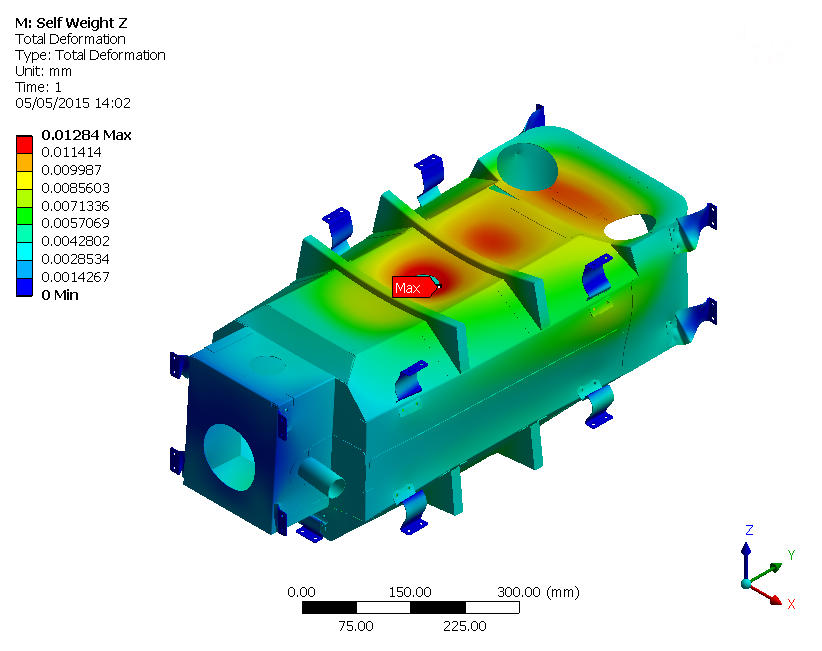 M: Self Weight Z
Total Deformation
Type: Total Deformation
Unit: mm
Time: 1
05/05/2015 14:02
0.01284 Max
0.011414
0.009987
0.0085603
0.0071336
0.0057069
0.0042802
0.0028534
0.0014267
0 Min
Max
Z
Y
X
0.00 150.00 300.00 (mm)
75.00 225.00